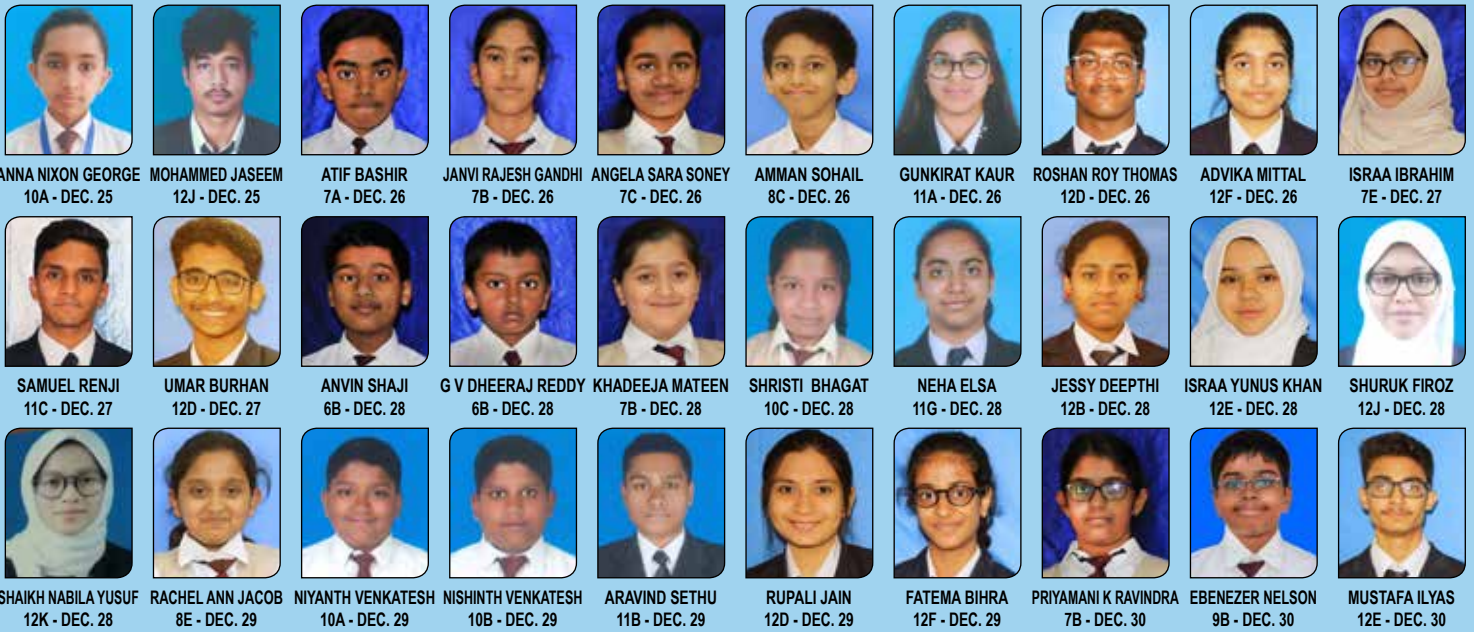 ANNA NIXON GEORGE MOHAMMED JASEEM ATIF BASHIR JANVI RAJESH GANDHI ANGELA SARA SONEY AMMAN SOHAIL GUNKIRAT KAUR ROSHAN ROY THOMAS ADVIKA MITTAL ISRAA IBRAHIM
10A - DEC. 25 12J - DEC. 25 7A - DEC. 26 7B - DEC. 26 7C - DEC. 26 8C - DEC. 26 11A - DEC. 26 12D - DEC. 26 12F - DEC. 26 7E - DEC. 27
SAMUEL RENJI UMAR BURHAN ANVIN SHAJI G V DHEERAJ REDDY KHADEEJA MATEEN SHRISTI BHAGAT NEHA ELSA JESSY DEEPTHI ISRAA YUNUS KHAN SHURUK FIROZ
11C - DEC. 27 12D - DEC. 27 6B - DEC. 28 6B - DEC. 28 7B - DEC. 28 10C - DEC. 28 11G - DEC. 28 12B - DEC. 28 12E - DEC. 28 12J - DEC. 28
SHAIKH NABILA YUSUF RACHEL ANN JACOB NIYANTH VENKATESH NISHINTH VENKATESH ARAVIND SETHU RUPALI JAIN FATEMA BIHRA PRIYAMANI K RAVINDRA EBENEZER NELSON MUSTAFA ILYAS
12K - DEC. 28 8E - DEC. 29 10A - DEC. 29 10B - DEC. 29 11B - DEC. 29 12D - DEC. 29 12F - DEC. 29 7B - DEC. 30 9B - DEC. 30 12E - DEC. 30